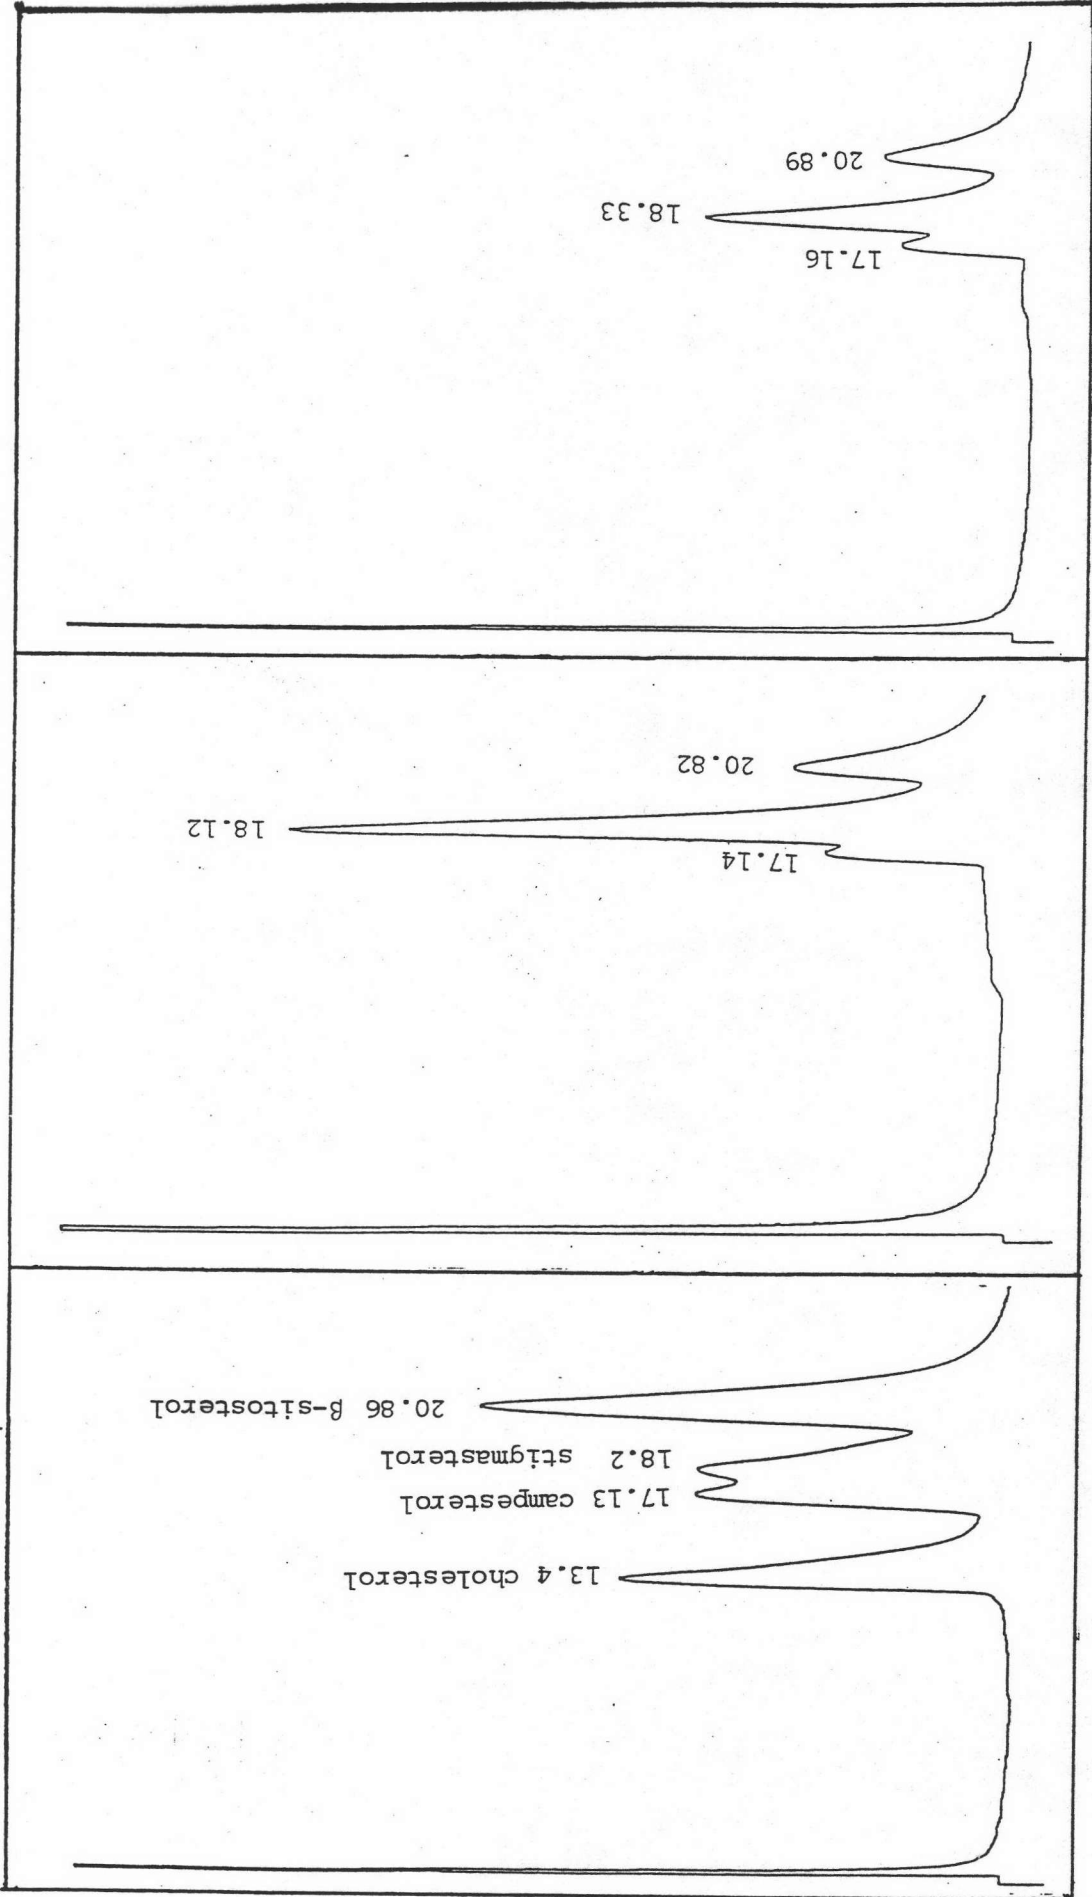 13.4 cholesterol
17.13 campesterol
18.2 stigmasterol
20.86 β-sitosterol
17.14
18.12
20.82
17.16
18.33
20.89